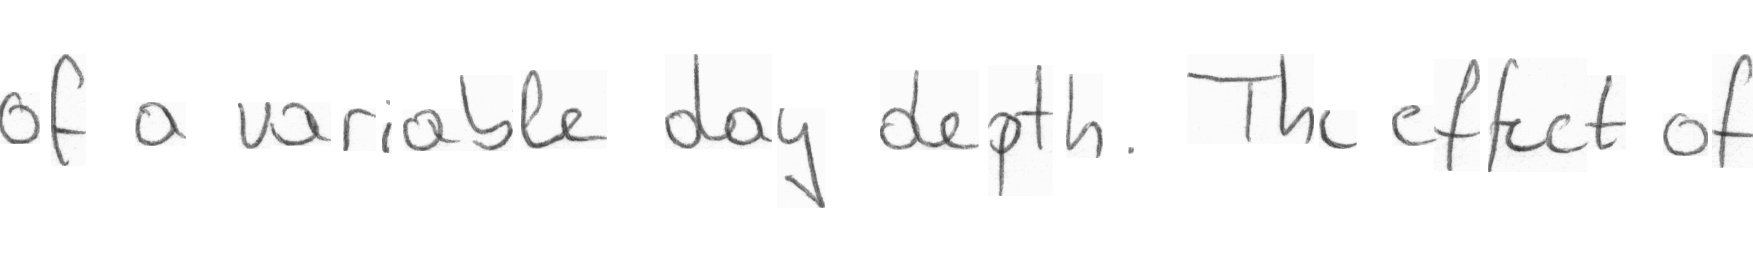 of a variable day depth. The effect of